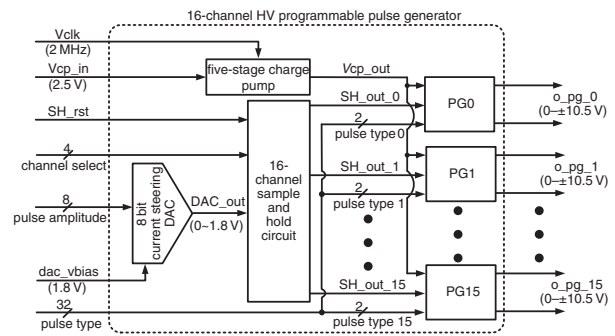 16-channel HV programmable pulse generator
Vclk
(2 MHz)
Vcp_in
(2.5 V)
five-stage charge
pump
Vcp_out
SH_rst
4
channel select
8
pulse amplitude
8 bit
current steering
DAC
DAC_out
(0~1.8 V)
dac_vbias
(1.8 V)
32
pulse type
16-
channel
sample
and
hold
circuit
SH_out_0
2
pulse type 0
SH_out_1
2
pulse type 1
SH_out_15
2
pulse type 15
PG0
PG1
PG15
o_pg_0
(0–±10.5 V)
o_pg_1
(0–±10.5 V)
o_pg_15
(0–±10.5 V)